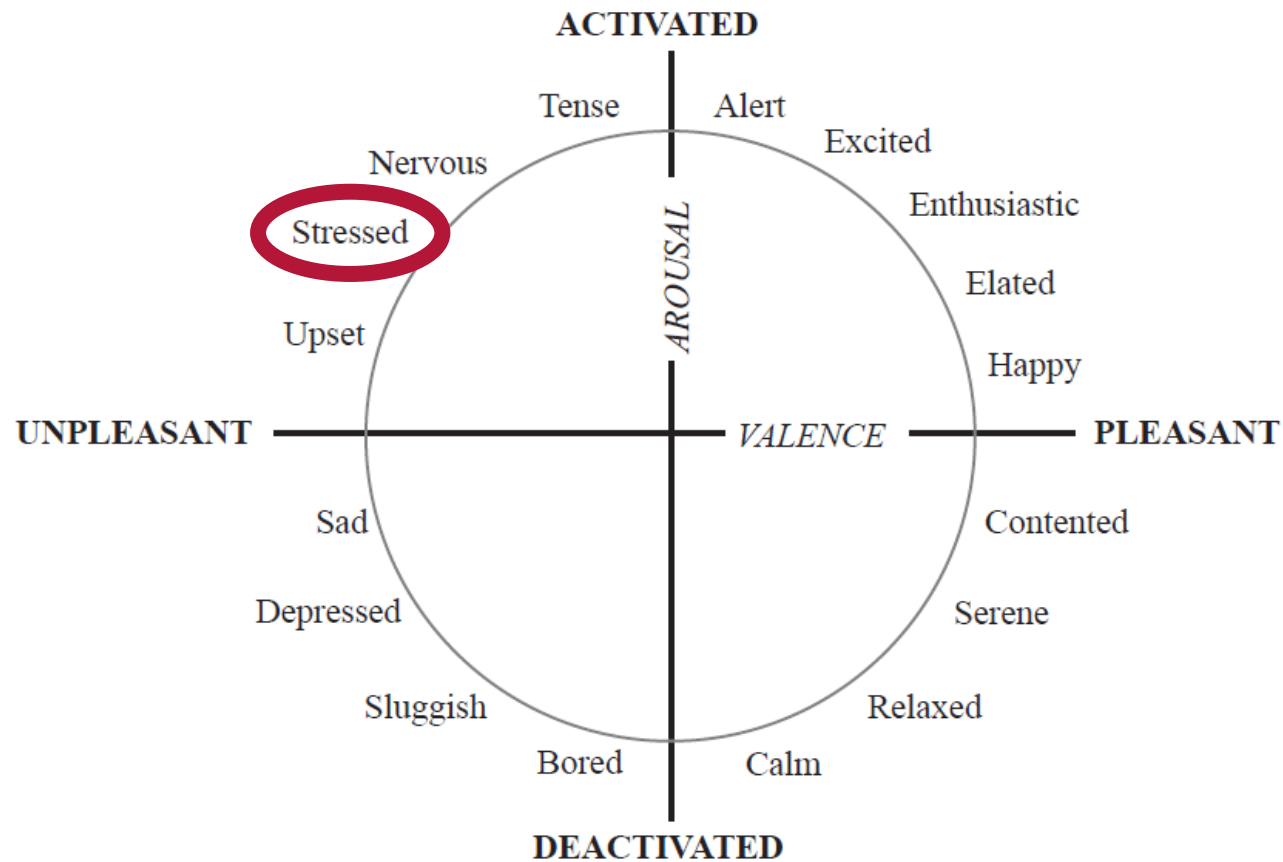 ACTIVATED
Tense
Alert
Excited
Nervous
Enthusiastic
Stressed
AROUSAL
Elated
Upset
Happy
UNPLEASANT
VALENCE
PLEASANT
Sad
Contented
Depressed
Serene
Sluggish
Relaxed
Bored
Calm
DEACTIVATED